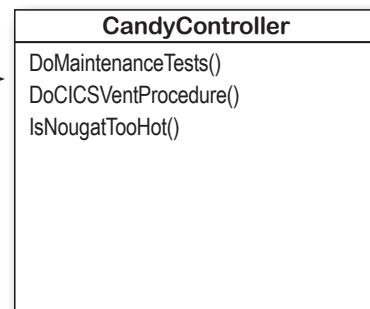 CandyController
DoMaintenanceTests()
DoCICSVentProcedure()
IsNougatTooHot()